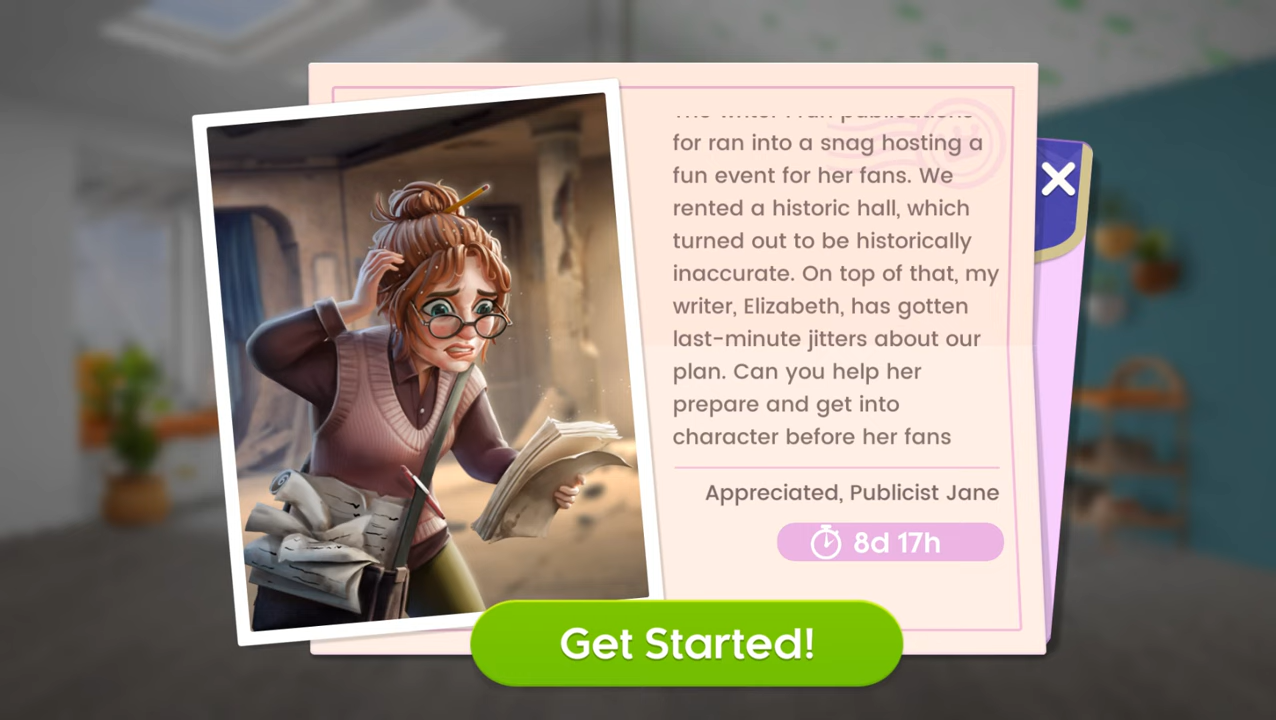 for ran into a snag hosting a
fun event for her fans. We
rented a historic hall, which
turned out to be historically
inaccurate. On top of that, my
writer, Elizabeth, has gotten
last-minute jitters about our
plan. Can you help her
prepare and get into
character before her fans
Appreciated, Publicist Jane
8d 17h
Get Started!